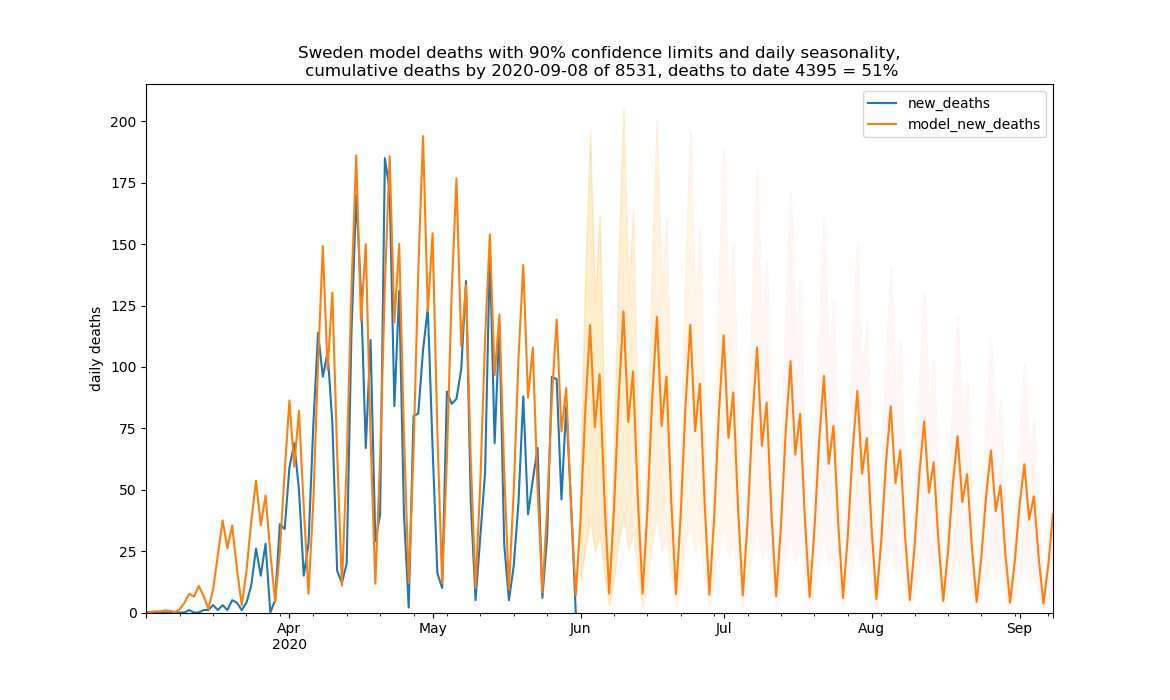 Sweden model deaths with 90% confidence limits and daily seasonality,
cumulative deaths by 2020-09-08 of 8531, deaths to date 4395 = 51%
new_deaths
model_new_deaths
daily deaths
200
175
150
125
100
75
50
25
0
Apr
2020
May
Jun
Jul
Aug
Sep